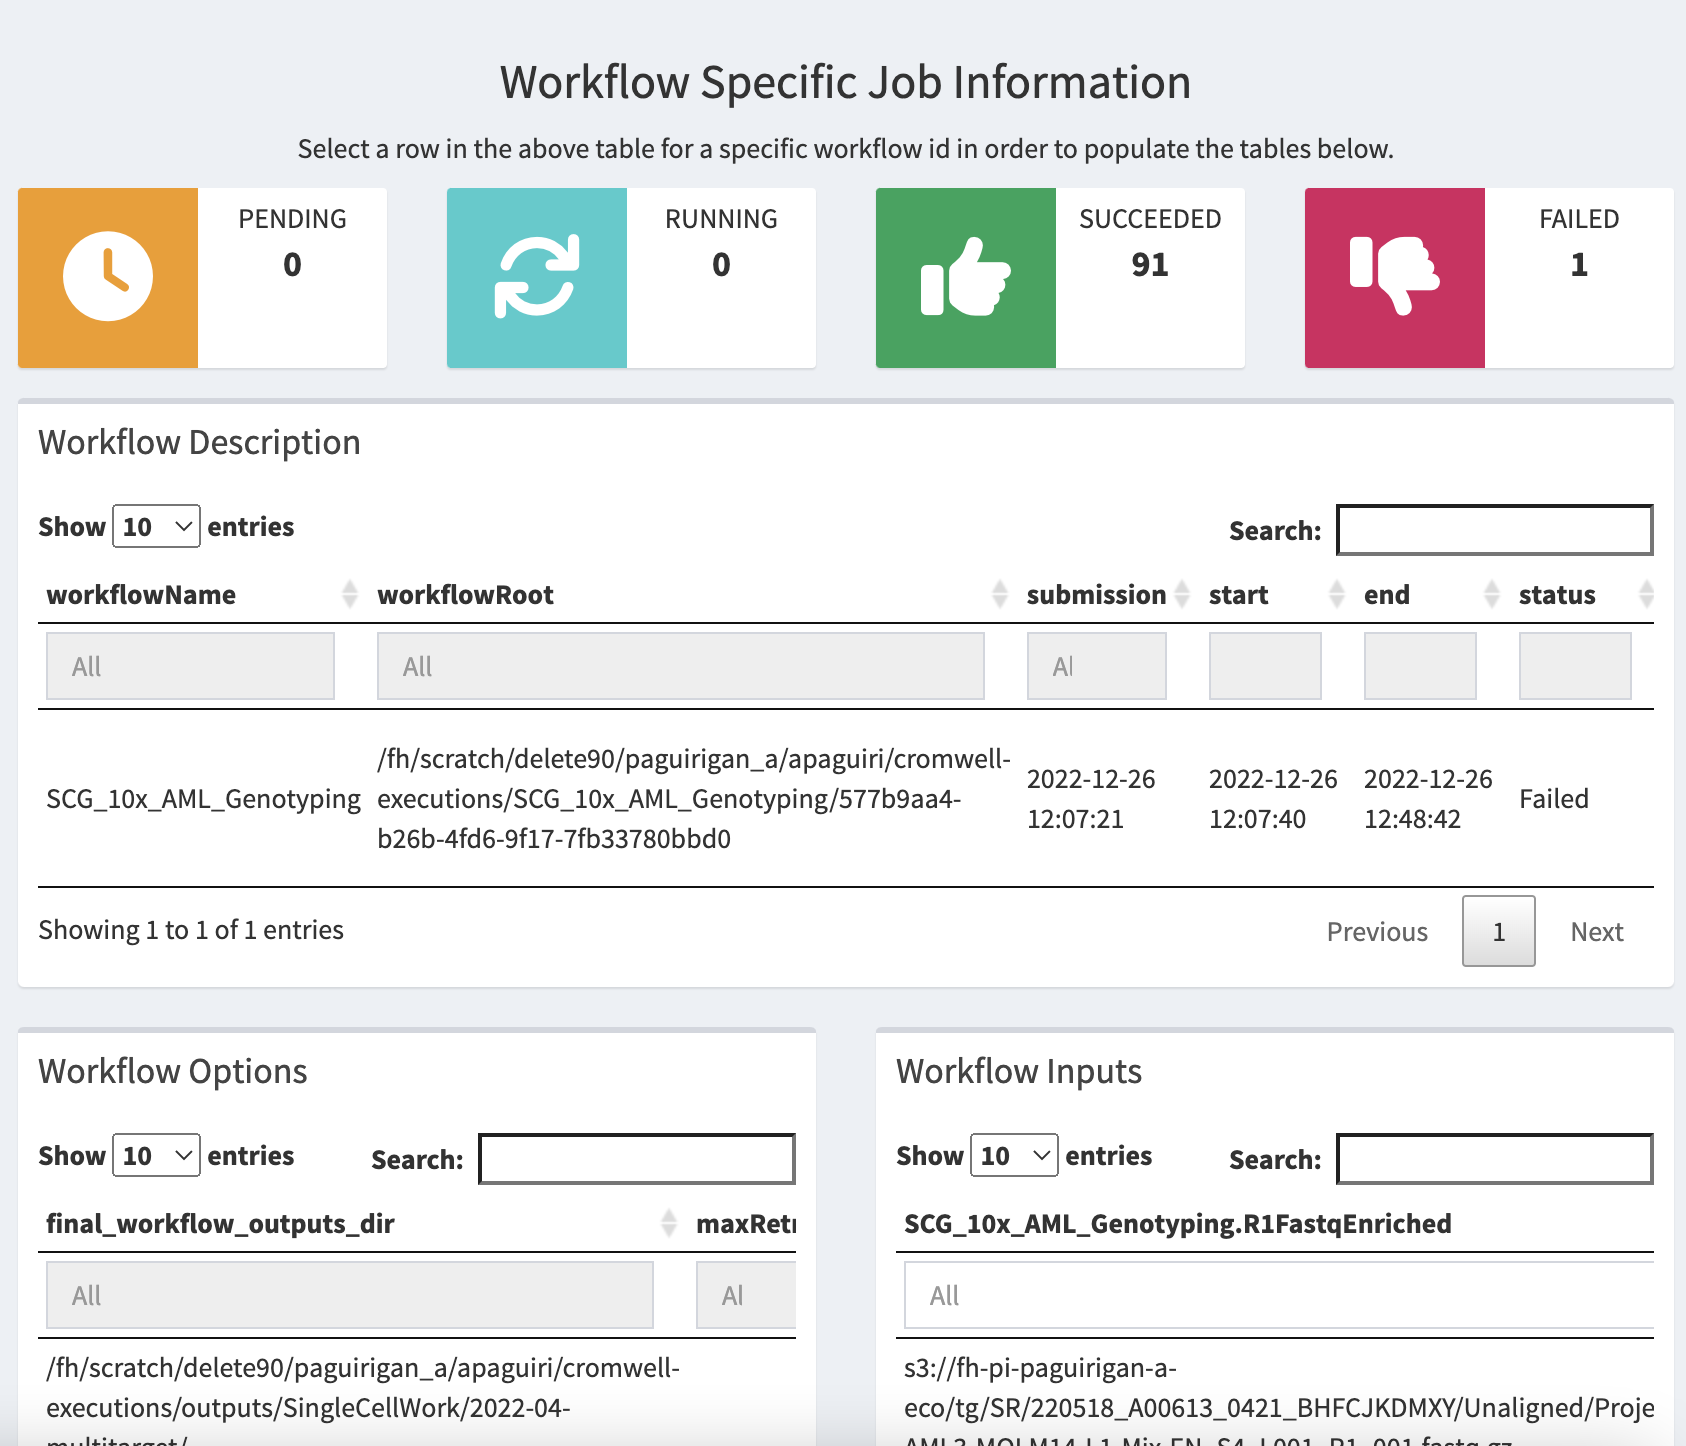 Workflow Specific Job Information
Select a row in the above table for a specific workflow id in order to populate the tables below.
PENDING
0
RUNNING
0
SUCCEEDED
91
FAILED
1
Workflow Description
Show 10 entries
Search:
workflowName workflowRoot submission start end status
All All Al
SCG_10x_AML_Genotyping
/fh/scratch/delete90/paguirigan_a/apaguiri/cromwell-
executions/SCG_10x_AML_Genotyping/577b9aa4-
b26b-4fd6-9f17-7fb33780bbd0
2022-12-26
12:07:21
2022-12-26
12:07:40
2022-12-26
12:48:42
Failed
Showing 1 to 1 of 1 entries
Previous 1 Next
Workflow Options
Show 10 entries
Search:
final_workflow_outputs_dir maxRetr
All Al
/fh/scratch/delete90/paguirigan_a/apaguiri/cromwell-
executions/outputs/SingleCellWork/2022-04-
multitarget/
Workflow Inputs
Show 10 entries
Search:
SCG_10x_AML_Genotyping.R1FastqEnriched
All
s3://fh-pi-paguirigan-a-
eco/tg/SR/220518_A00613_0421_BHFCJKDMXY/Unaligned/Proje